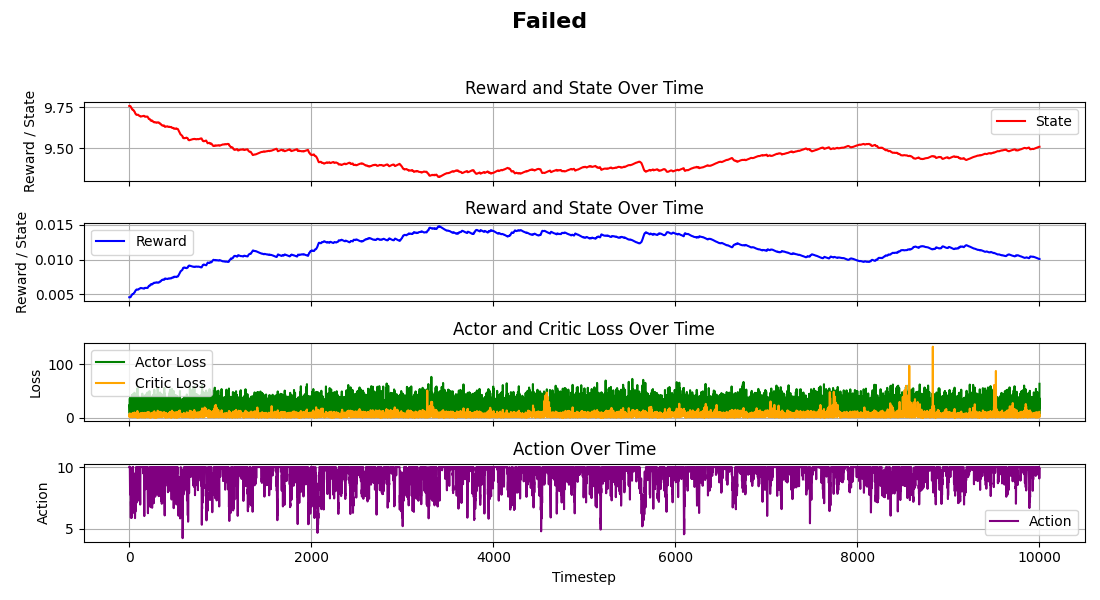 Failed
Reward and State Over Time
Reward / State
9.75
9.50
State
Reward and State Over Time
Reward / State
0.015
0.010
0.005
Reward
Actor and Critic Loss Over Time
Loss
100
0
Actor Loss
Critic Loss
Action Over Time
Action
10
5
Action
0 2000 4000 6000 8000 10000
Timestep